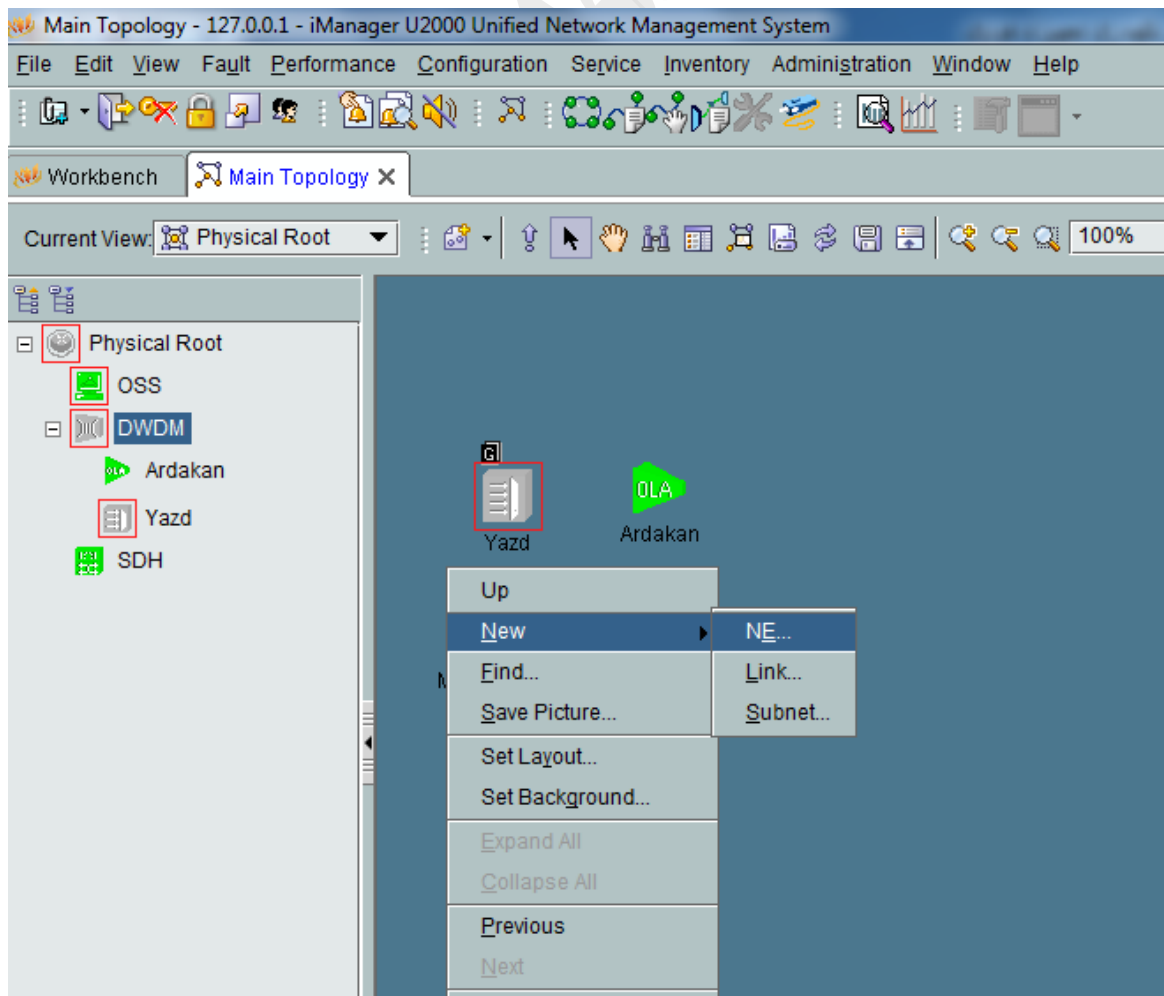 Main Topology - 127.0.0.1 - iManager U2000 Unified Network Management System
File Edit View Fault Performance Configuration Service Inventory Administration Window Help
Workbench Main Topology
Current View: Physical Root 100%
Physical Root
OSS
DWDM
Ardakan
Yazd
SDH
G
OLA
Yazd Ardakan
Up
New NE...
Find... Link...
Save Picture... Subnet...
Set Layout...
Set Background...
Expand All
Collapse All
Previous
Next